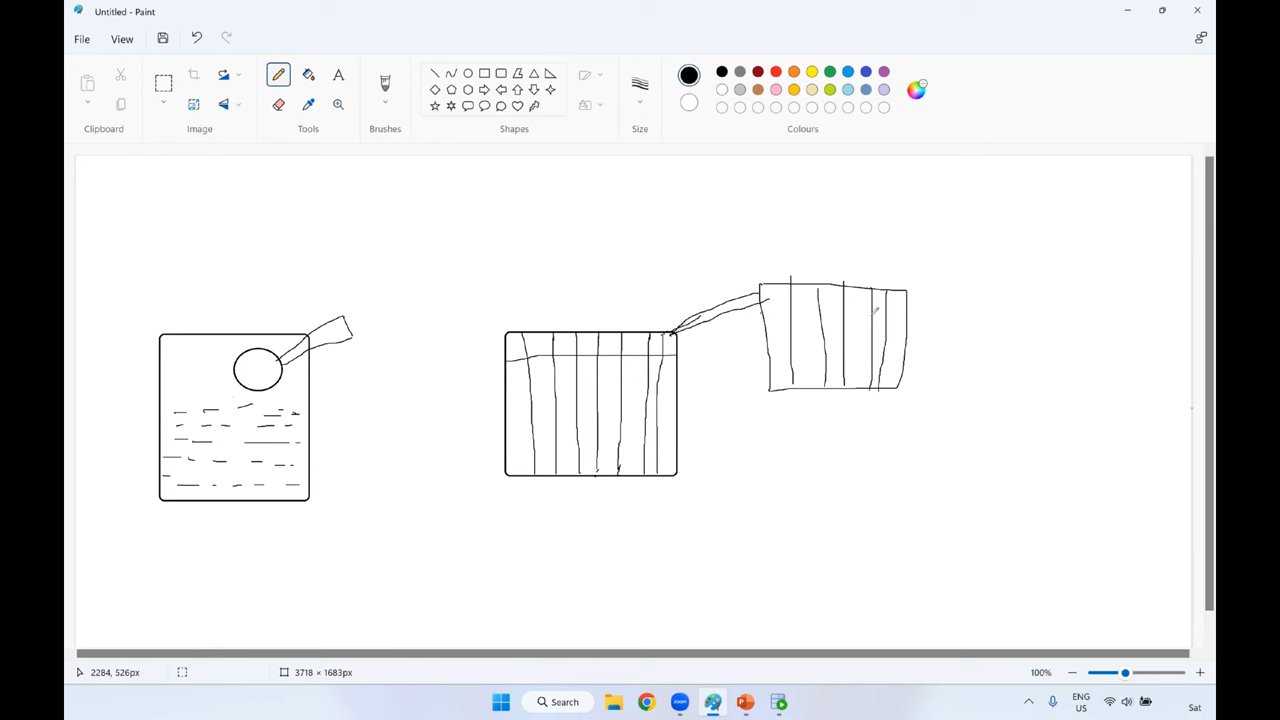 Untitled - Paint
File View
Clipboard Image Tools Brushes Shapes Size Colours
2284, 526px 3718 × 1683px 100%
Search zoom ENG
US
Sat